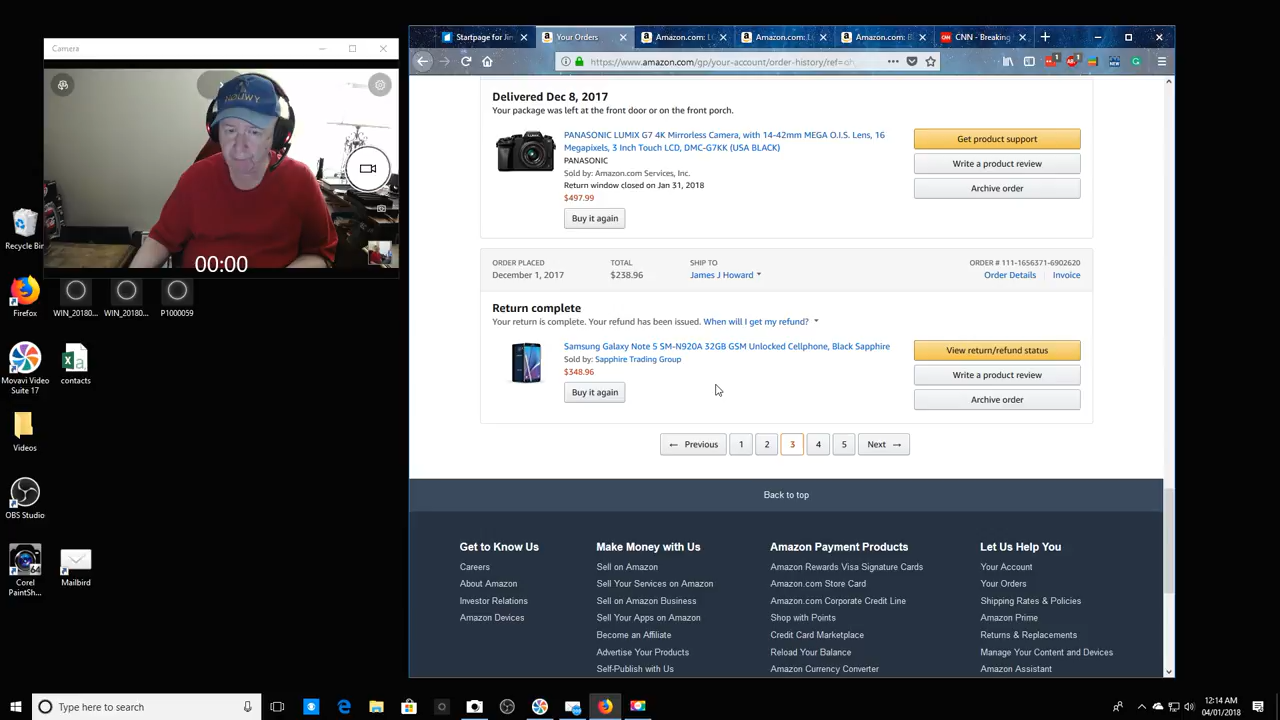 Camera
00:00
Recycle Bin
Firefox
WIN_20180...
WIN_20180...
P1000059
Movavi Video
Suite 17
contacts
Videos
OBS Studio
Corel
PaintSh...
Mailbird
Startpage for Jin
Your Orders
Amazon.com: L
Amazon.com: L
Amazon.com: B
CNN - Breaking
https://www.amazon.com/gp/your-account/order-history/ref=oh
Delivered Dec 8, 2017
Your package was left at the front door or on the front porch.
PANASONIC LUMIX G7 4K Mirrorless Camera, with 14-42mm MEGA O.I.S. Lens, 16
Megapixels, 3 Inch Touch LCD, DMC-G7KK (USA BLACK)
PANASONIC
Sold by: Amazon.com Services, Inc.
Return window closed on Jan 31, 2018
$497.99
Buy it again
Get product support
Write a product review
Archive order
ORDER PLACED
December 1, 2017
TOTAL
$238.96
SHIP TO
James J Howard
ORDER # 111-1656371-6902620
Order Details Invoice
Return complete
Your return is complete. Your refund has been issued. When will I get my refund?
Samsung Galaxy Note 5 SM-N920A 32GB GSM Unlocked Cellphone, Black Sapphire
Sold by: Sapphire Trading Group
$348.96
Buy it again
View return/refund status
Write a product review
Archive order
← Previous 1 2 3 4 5 Next →
Back to top
Get to Know Us
Careers
About Amazon
Investor Relations
Amazon Devices
Make Money with Us
Sell on Amazon
Sell Your Services on Amazon
Sell on Amazon Business
Sell Your Apps on Amazon
Become an Affiliate
Advertise Your Products
Self-Publish with Us
Amazon Payment Products
Amazon Rewards Visa Signature Cards
Amazon.com Store Card
Amazon.com Corporate Credit Line
Shop with Points
Credit Card Marketplace
Reload Your Balance
Amazon Currency Converter
Let Us Help You
Your Account
Your Orders
Shipping Rates & Policies
Amazon Prime
Returns & Replacements
Manage Your Content and Devices
Amazon Assistant
Type here to search
12:14 AM
04/01/2018